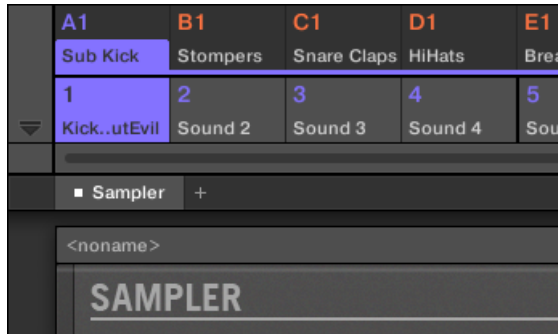 A1 B1 C1 D1 E1
Sub Kick Stompers Snare Claps HiHats
1 2 3 4 5
Kick..utEvil Sound 2 Sound 3 Sound 4
Sampler +
<noname>
SAMPLER